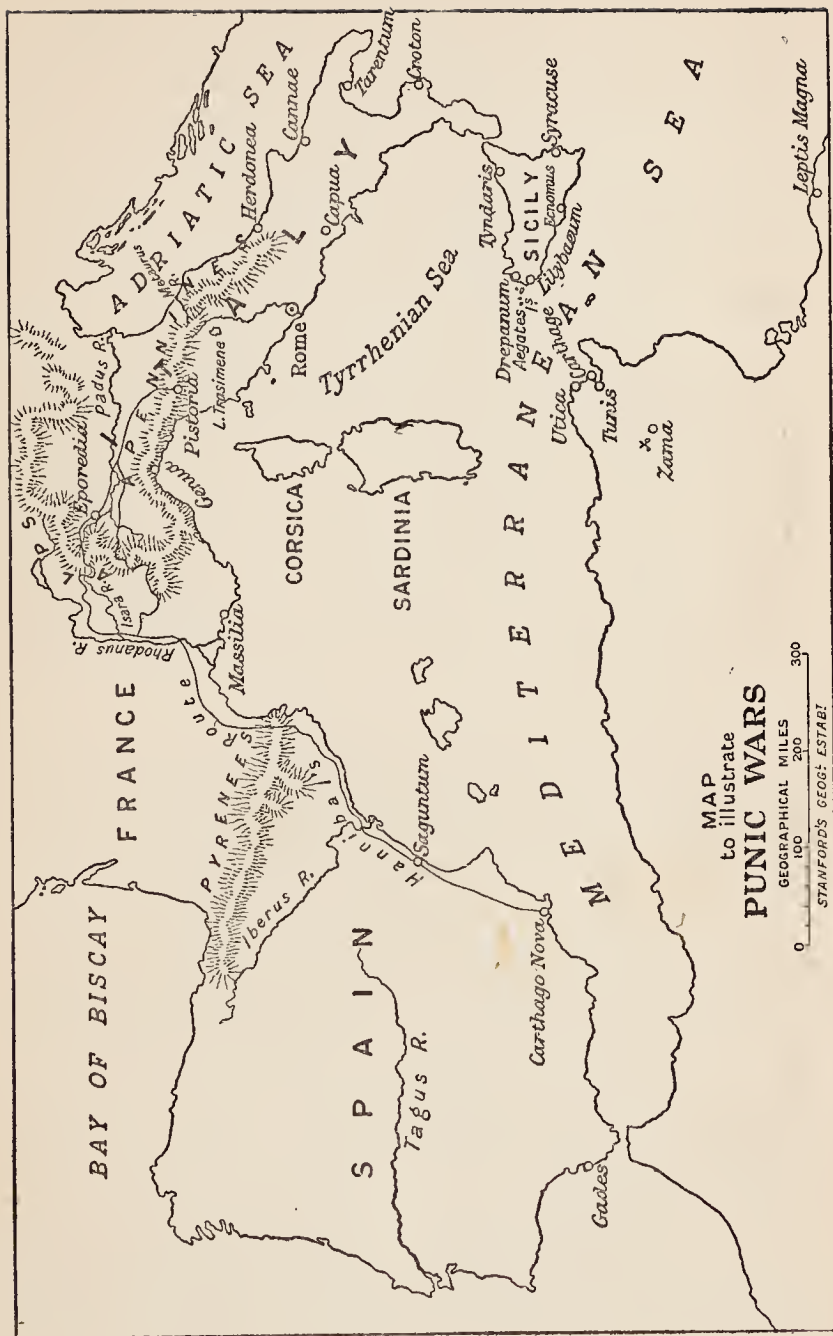 BAY OF BISCAY
FRANCE
ALPS
Eporedia
Padus R.
Isara R.
Rhodanus R.
Massilia
Genua
Pistoria
APENNINES
L. Trasimene
Metaurus R.
ADRIATIC SEA
Herdonea
Cannae
Tarentum
Croton
Capua
ITALY
Rome
Tyrrhenian Sea
CORSICA
SARDINIA
PYRENEES
Hannibal's Route
Iberus R.
Saguntum
SPAIN
Tagus R.
Carthago Nova
Gades
MEDITERRANEAN SEA
Tyndaris
Drepanum
Aegates Is
SICILY
Lilybaeum
Ecnomus
Syracuse
Carthage
Utica
Tunis
Zama
Leptis Magna
MAP
to illustrate
PUNIC WARS
GEOGRAPHICAL MILES
0 100 200 300
STANFORD'S GEOGL ESTABT